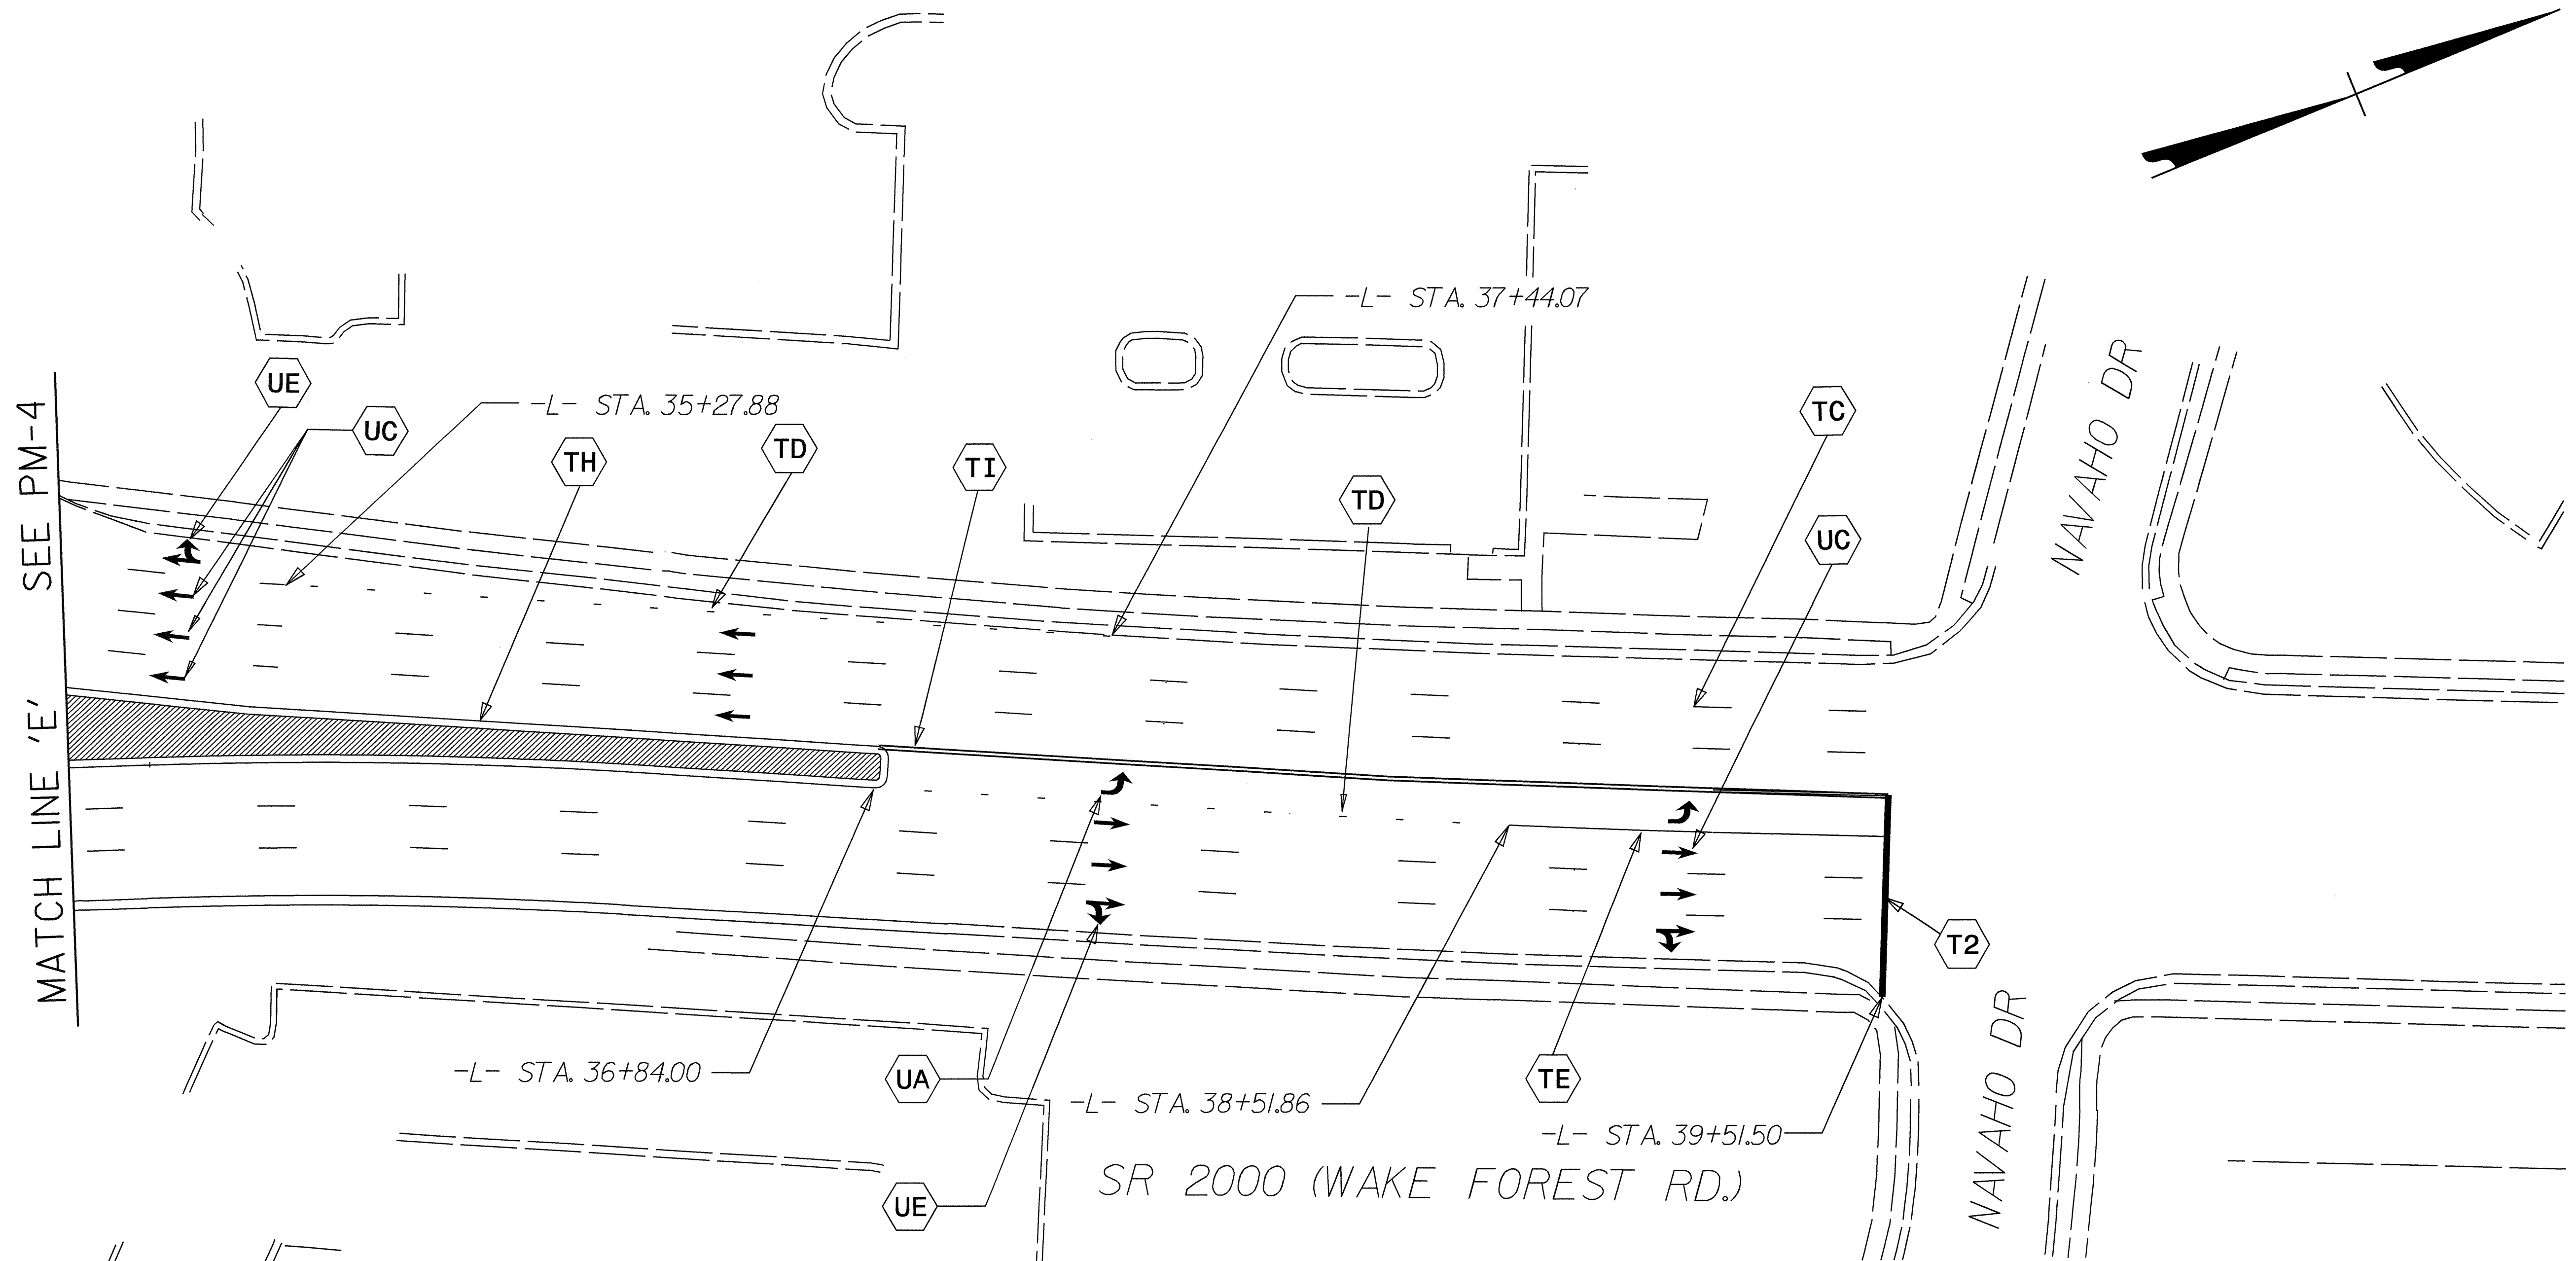 -L- STA. 37+44.07
UE
-L- STA. 35+27.88
TC
UC
TH
TD
TI
TD
UC
NAVAHO DR
MATCH LINE 'E' SEE PM-4
T2
-L- STA. 36+84.00
UA
-L- STA. 38+51.86
TE
-L- STA. 39+51.50
NAVAHO DR
SR 2000 (WAKE FOREST RD.)
UE